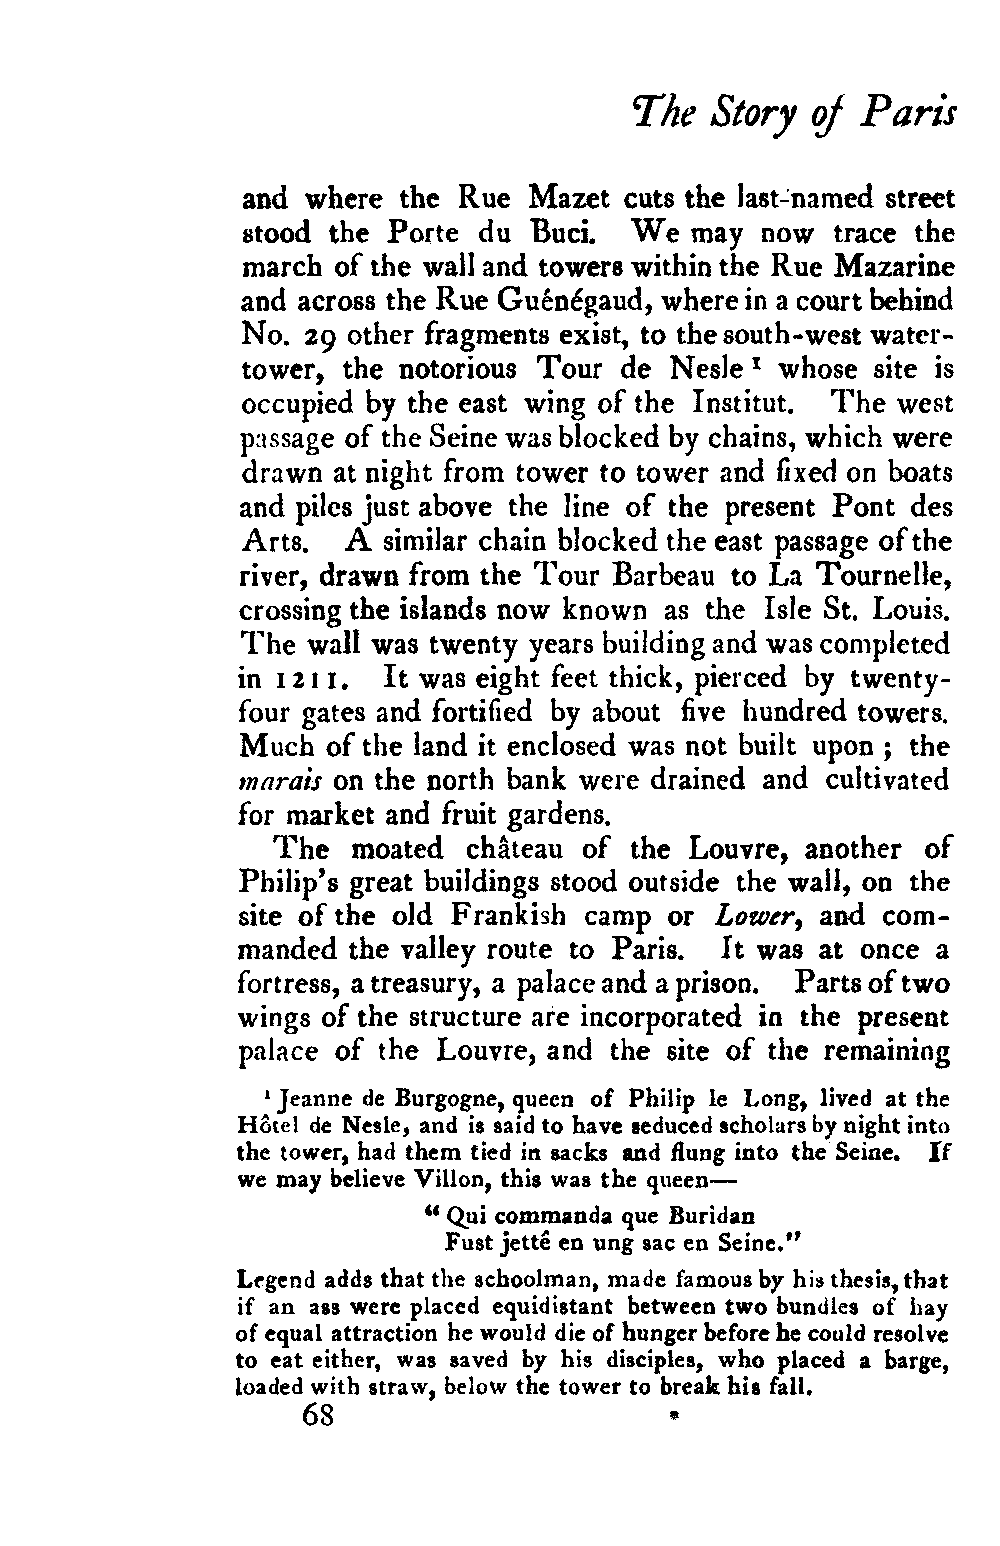 The Story of Paris
and where the Rue Mazet cuts the last-named street
stood the Porte du Buci. We may now trace the
march of the wall and towers within the Rue Mazarine
and across the Rue Guénégaud, where in a court behind
No. 29 other fragments exist, to the south-west water-
tower, the notorious Tour de Nesle ¹ whose site is
occupied by the east wing of the Institut. The west
passage of the Seine was blocked by chains, which were
drawn at night from tower to tower and fixed on boats
and piles just above the line of the present Pont des
Arts. A similar chain blocked the east passage of the
river, drawn from the Tour Barbeau to La Tournelle,
crossing the islands now known as the Isle St. Louis.
The wall was twenty years building and was completed
in 1211. It was eight feet thick, pierced by twenty-
four gates and fortified by about five hundred towers.
Much of the land it enclosed was not built upon ; the
marais on the north bank were drained and cultivated
for market and fruit gardens.
The moated château of the Louvre, another of
Philip's great buildings stood outside the wall, on the
site of the old Frankish camp or Lower, and com-
manded the valley route to Paris. It was at once a
fortress, a treasury, a palace and a prison. Parts of two
wings of the structure are incorporated in the present
palace of the Louvre, and the site of the remaining
¹ Jeanne de Burgogne, queen of Philip le Long, lived at the
Hôtel de Nesle, and is said to have seduced scholars by night into
the tower, had them tied in sacks and flung into the Seine. If
we may believe Villon, this was the queen—
" Qui commanda que Buridan
Fust jetté en ung sac en Seine."
Legend adds that the schoolman, made famous by his thesis, that
if an ass were placed equidistant between two bundles of hay
of equal attraction he would die of hunger before he could resolve
to eat either, was saved by his disciples, who placed a barge,
loaded with straw, below the tower to break his fall.
68